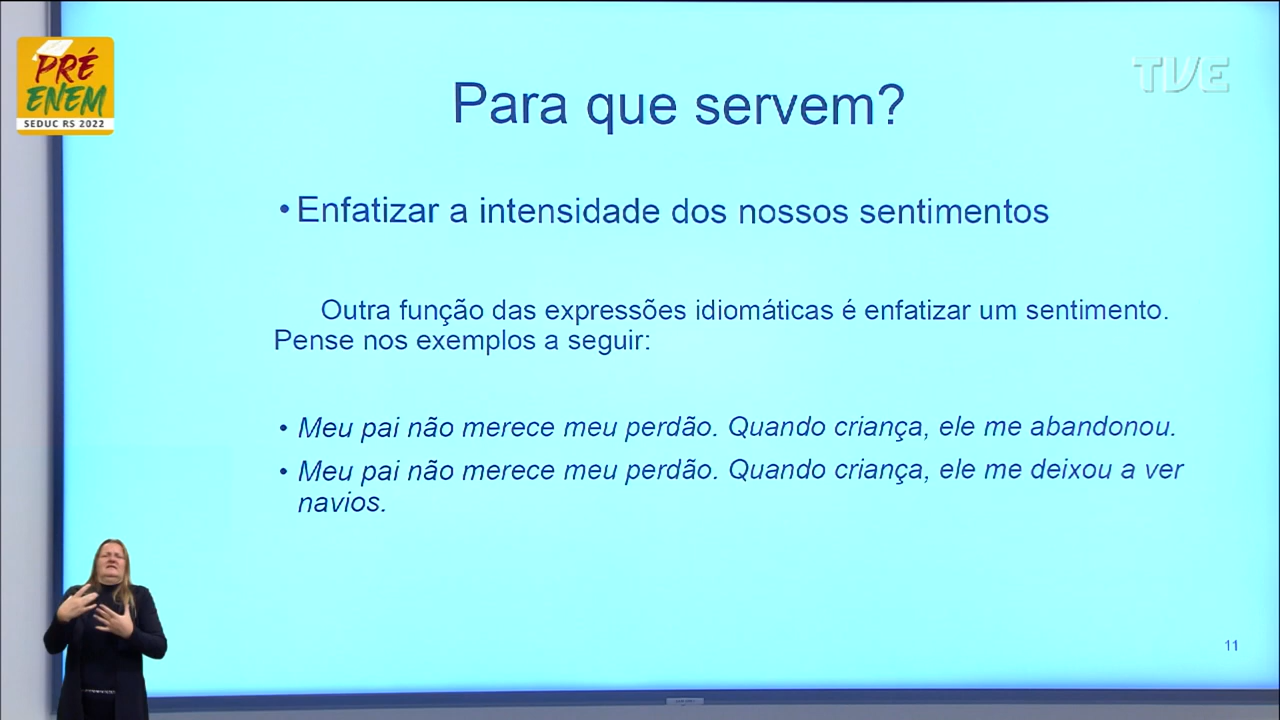 PRÉ
ENEM
SEDUC RS 2022
TVE
Para que servem?
•Enfatizar a intensidade dos nossos sentimentos
Outra função das expressões idiomáticas é enfatizar um sentimento.
Pense nos exemplos a seguir:
• Meu pai não merece meu perdão. Quando criança, ele me abandonou.
• Meu pai não merece meu perdão. Quando criança, ele me deixou a ver
navios.
11